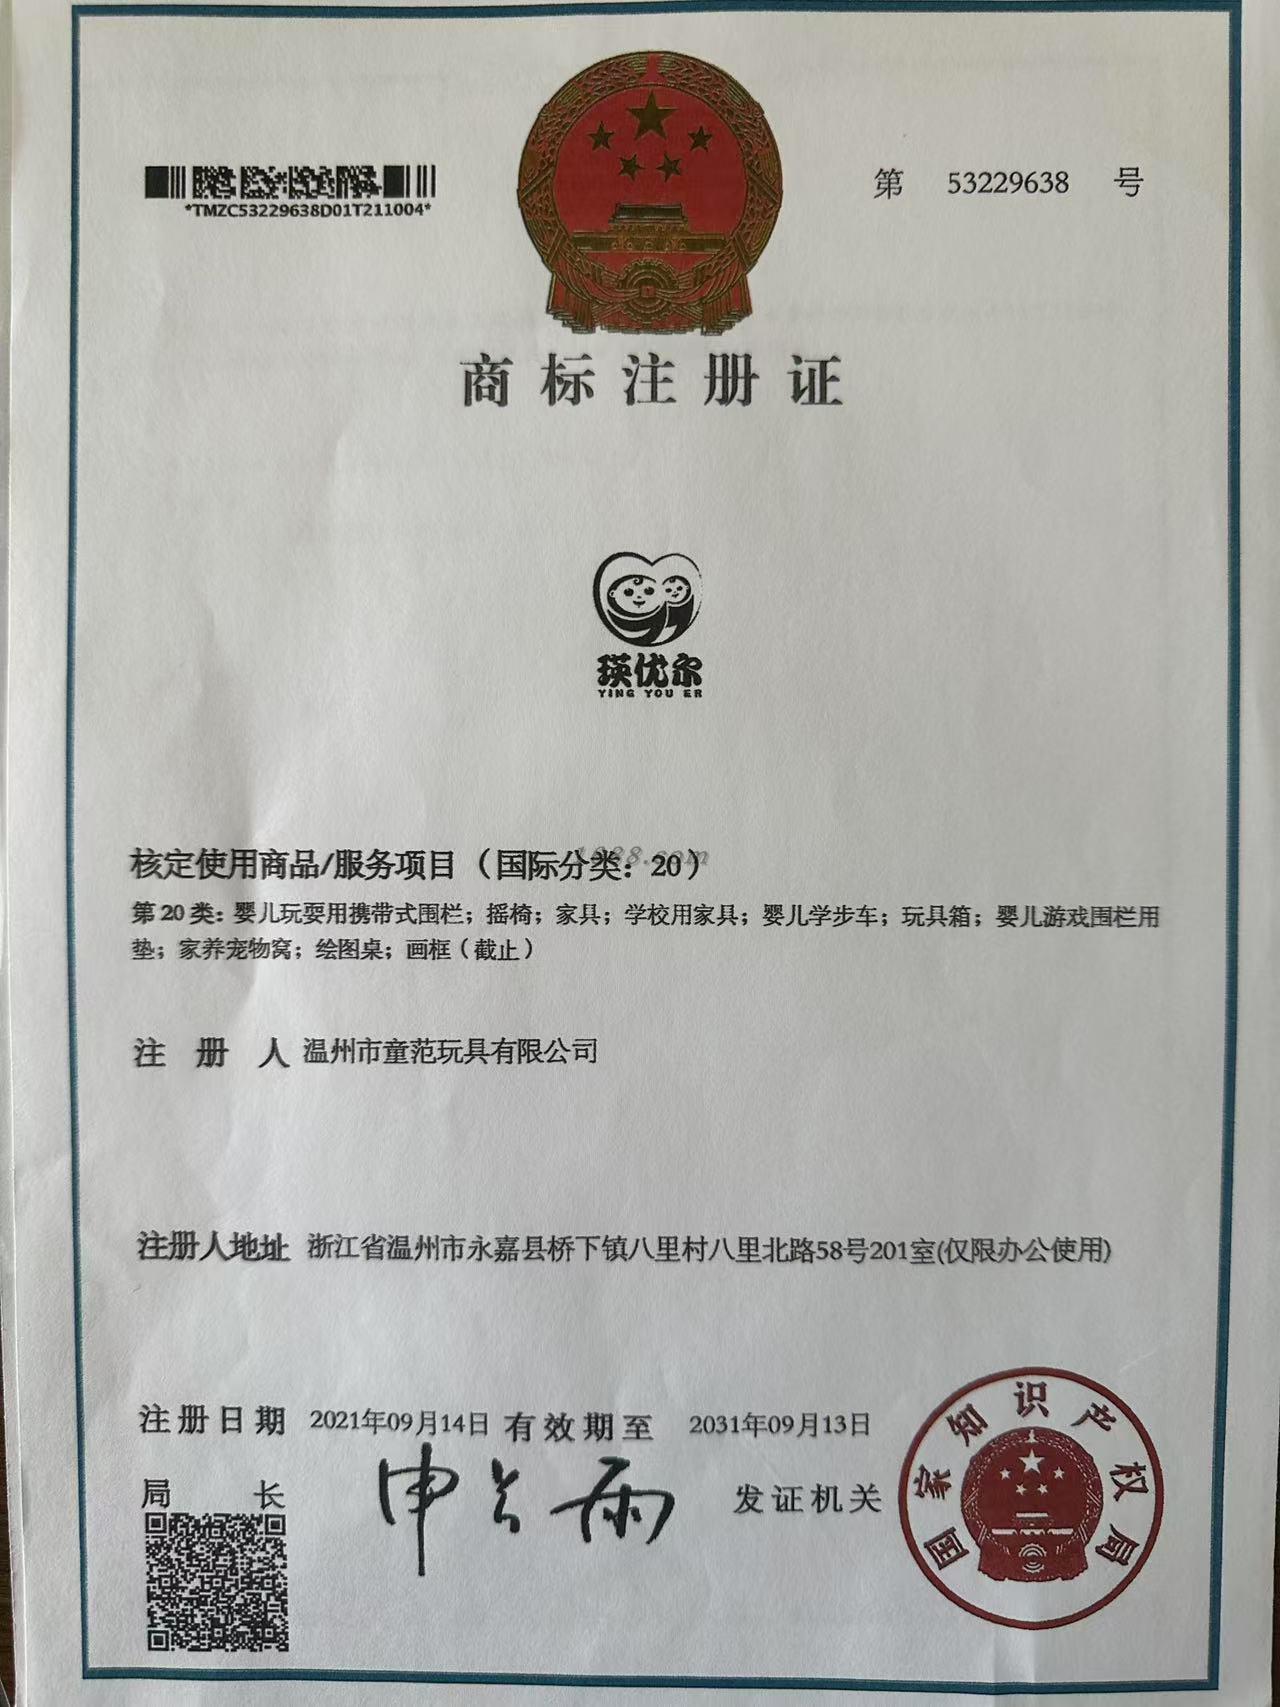 *TMZC53229638D01T211004*
第 53229638 号
商标注册证
瑛优尔
YING YOU ER
1688.com
核定使用商品/服务项目（国际分类：20）
第20类：婴儿玩耍用携带式围栏；摇椅；家具；学校用家具；婴儿学步车；玩具箱；婴儿游戏围栏用
垫；家养宠物窝；绘图桌；画框（截止）
注册人 温州市童范玩具有限公司
注册人地址 浙江省温州市永嘉县桥下镇八里村八里北路58号201室(仅限办公使用)
注册日期 2021年09月14日 有效期至 2031年09月13日
局长 申长雨 发证机关
国家知识产权局